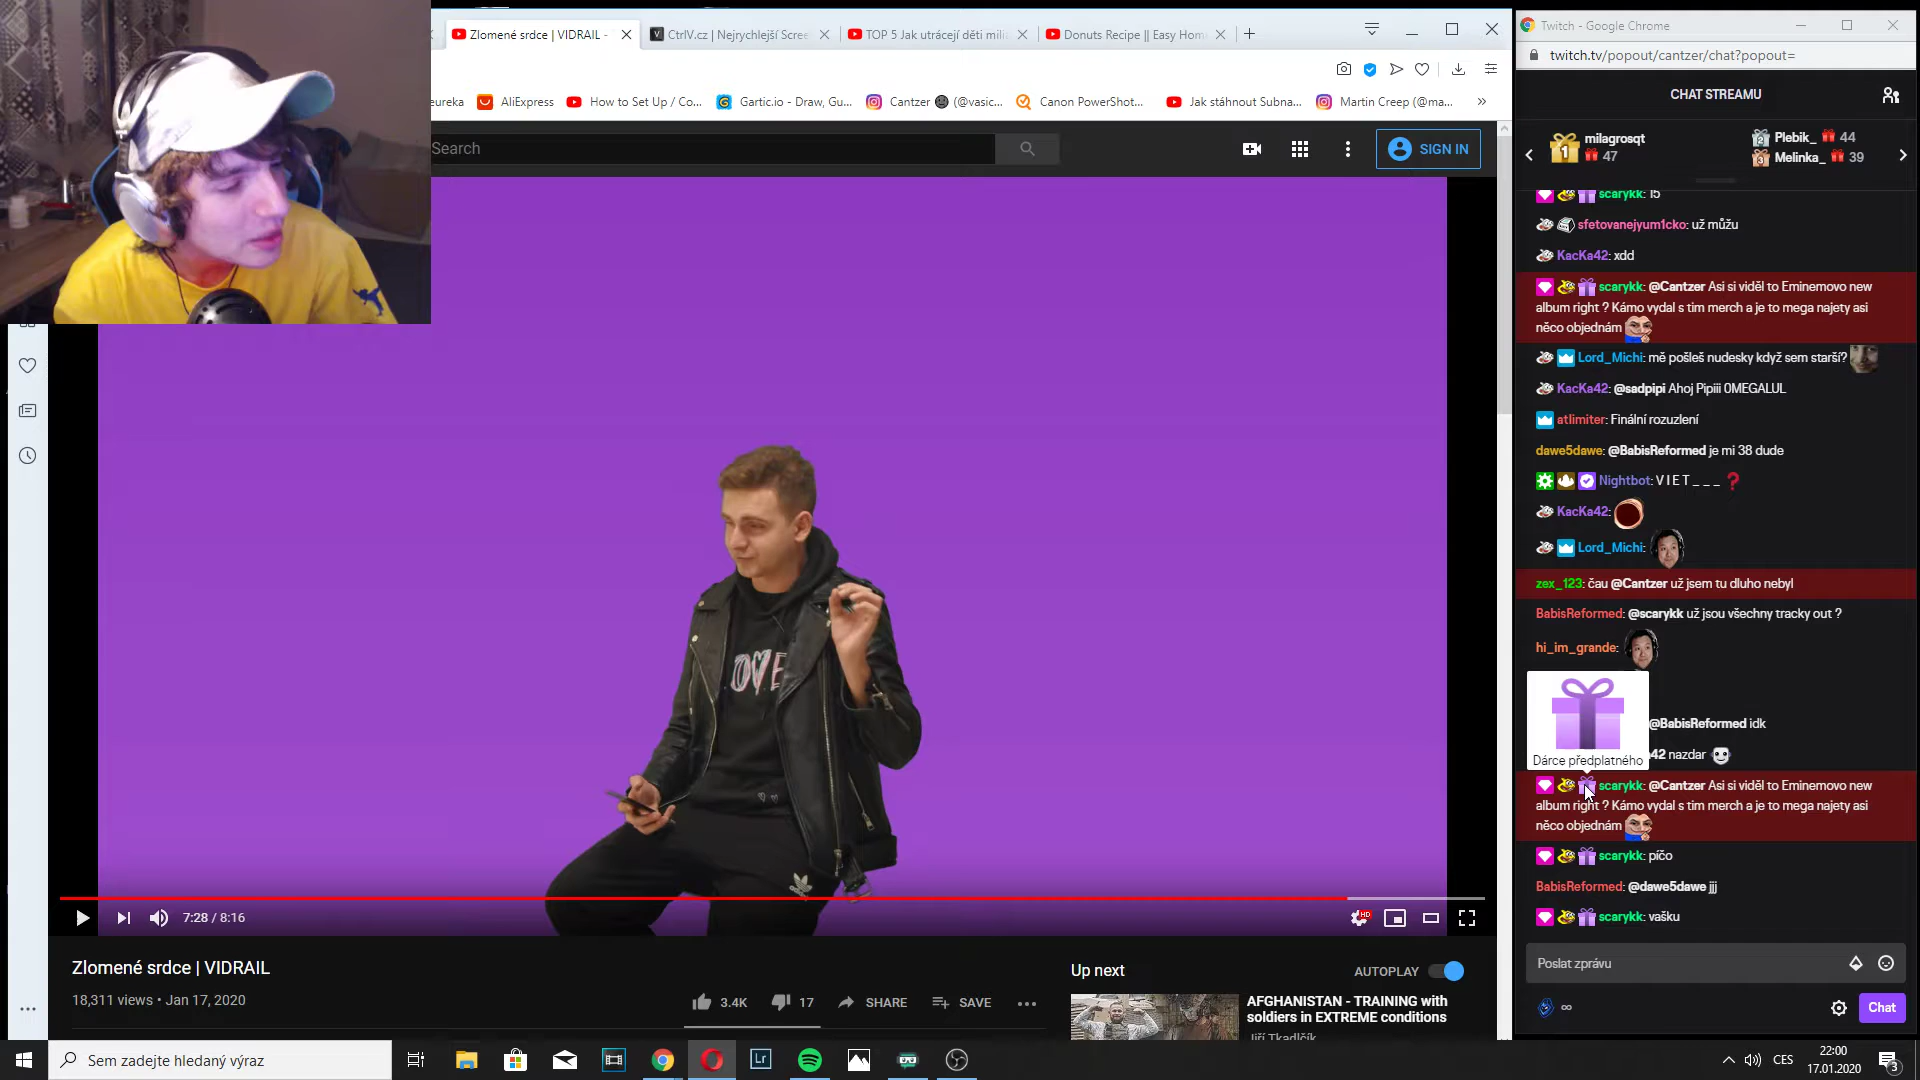 Zlomené srdce | VIDRAIL -
CtrlV.cz | Nejrychlejší Scree
TOP 5 Jak utrácejí děti mili
Donuts Recipe || Easy Hom
Twitch - Google Chrome
twitch.tv/popout/cantzer/chat?popout=
eureka
AliExpress
How to Set Up / Co...
Gartic.io - Draw, Gu...
Cantzer (@vasic...
Canon PowerShot...
Jak stáhnout Subna...
Martin Creep (@ma...
Search
SIGN IN
CHAT STREAMU
1
milagrosqt
47
2
Plebik_ 44
3
Melinka_ 39
scarykk: 15
sfetovanejyum1cko: už můžu
KacKa42: xdd
scarykk: @Cantzer Asi si viděl to Eminemovo new
album right ? Kámo vydal s tim merch a je to mega najety asi
něco objednám
Lord_Michi: mě pošleš nudesky když sem starší?
KacKa42: @sadpipi Ahoj Pipiii 0MEGALUL
atlimiter: Finální rozuzlení
dawe5dawe: @BabisReformed je mi 38 dude
Nightbot: V I E T _ _ _ ?
KacKa42:
Lord_Michi:
zex_123: čau @Cantzer už jsem tu dluho nebyl
BabisReformed: @scarykk už jsou všechny tracky out ?
hi_im_grande:
@BabisReformed idk
42 nazdar
Dárce předplatného
scarykk: @Cantzer Asi si viděl to Eminemovo new
album right ? Kámo vydal s tim merch a je to mega najety asi
něco objednám
scarykk: píčo
BabisReformed: @dawe5dawe jjj
scarykk: vašku
Poslat zprávu
∞
Chat
7:28 / 8:16
HD
Zlomené srdce | VIDRAIL
18,311 views • Jan 17, 2020
3.4K
17
SHARE
SAVE
Up next
AUTOPLAY
AFGHANISTAN - TRAINING with
soldiers in EXTREME conditions
Jiří Tkadlčík
Sem zadejte hledaný výraz
Lr
CES
22:00
17.01.2020
3